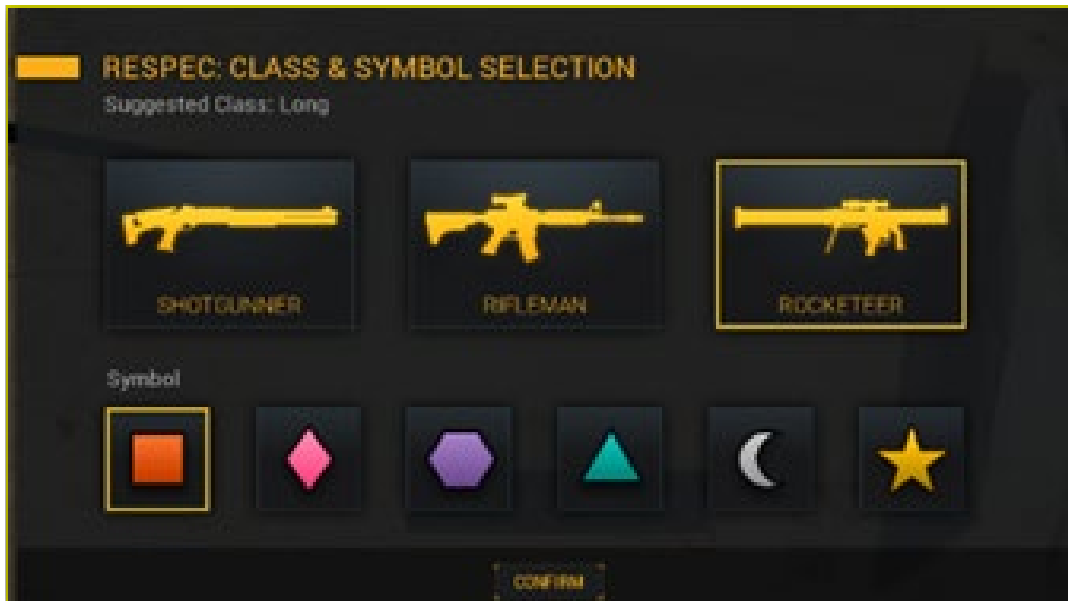 RESPEC: CLASS & SYMBOL SELECTION
Suggested Class: Long
SHOTGUNNER
RIFLEMAN
ROCKETEER
Symbol
CONFIRM